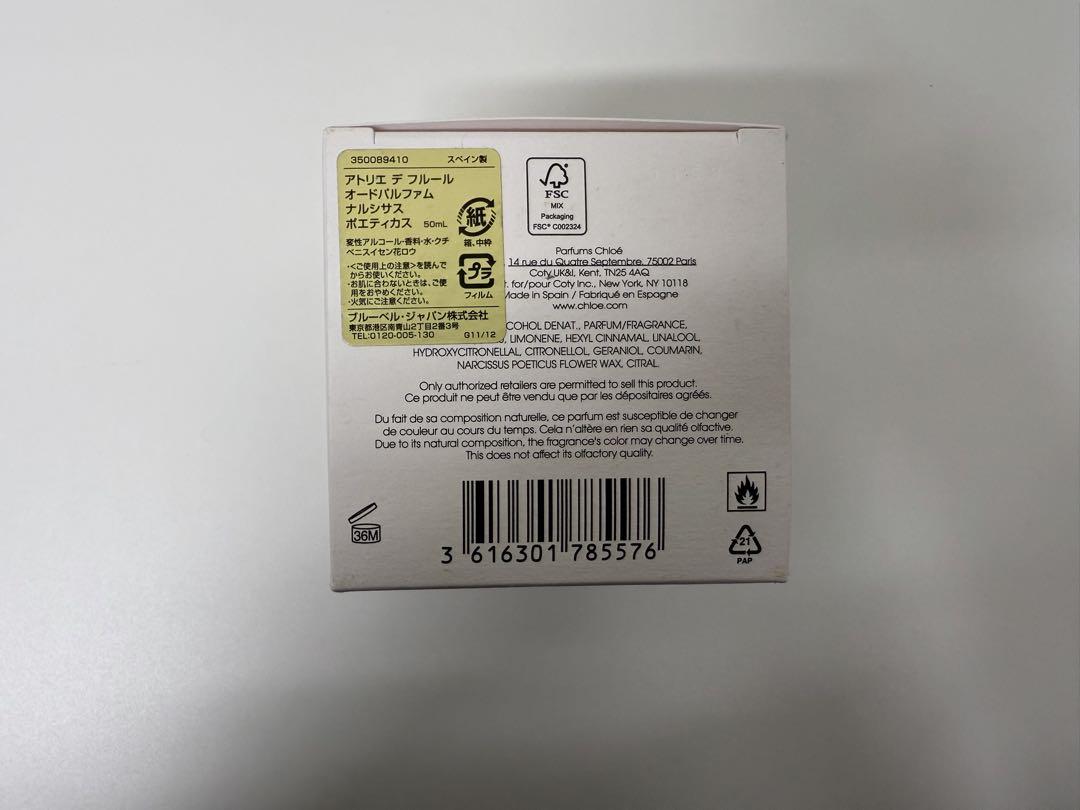 350089410 スペイン製
アトリエ デ フルール
オードパルファム
ナルシサス
ポエティカス 50mL
変性アルコール・香料・水・クチ
ベニスイセン花ロウ
・<ご使用上の注意>を読んで
からお使いください。
・お肌に合わないときは、ご使
用をおやめください。
・火気にご注意ください。
紙
箱、中枠
プラ
フィルム
ブルーベル・ジャパン株式会社
東京都港区南青山2丁目2番3号
TEL:0120-005-130 G11/12
FSC
MIX
Packaging
FSC® C002324
Parfums Chloé
14 rue du Quatre Septembre, 75002 Paris
Coty UK&I, Kent, TN25 4AQ
for/pour Coty Inc., New York, NY 10118
Made in Spain / Fabriqué en Espagne
www.chloe.com
DENAT., PARFUM/FRAGRANCE,
LIMONENE, HEXYL CINNAMAL, LINALOOL,
HYDROXYCITRONELLAL, CITRONELLOL, GERANIOL, COUMARIN,
NARCISSUS POETICUS FLOWER WAX, CITRAL.
Only authorized retailers are permitted to sell this product.
Ce produit ne peut être vendu que par les dépositaires agréés.
Du fait de sa composition naturelle, ce parfum est susceptible de changer
de couleur au cours du temps. Cela n'altère en rien sa qualité olfactive.
Due to its natural composition, the fragrance's color may change over time.
This does not affect its olfactory quality.
36M
3 616301 785576
21
PAP